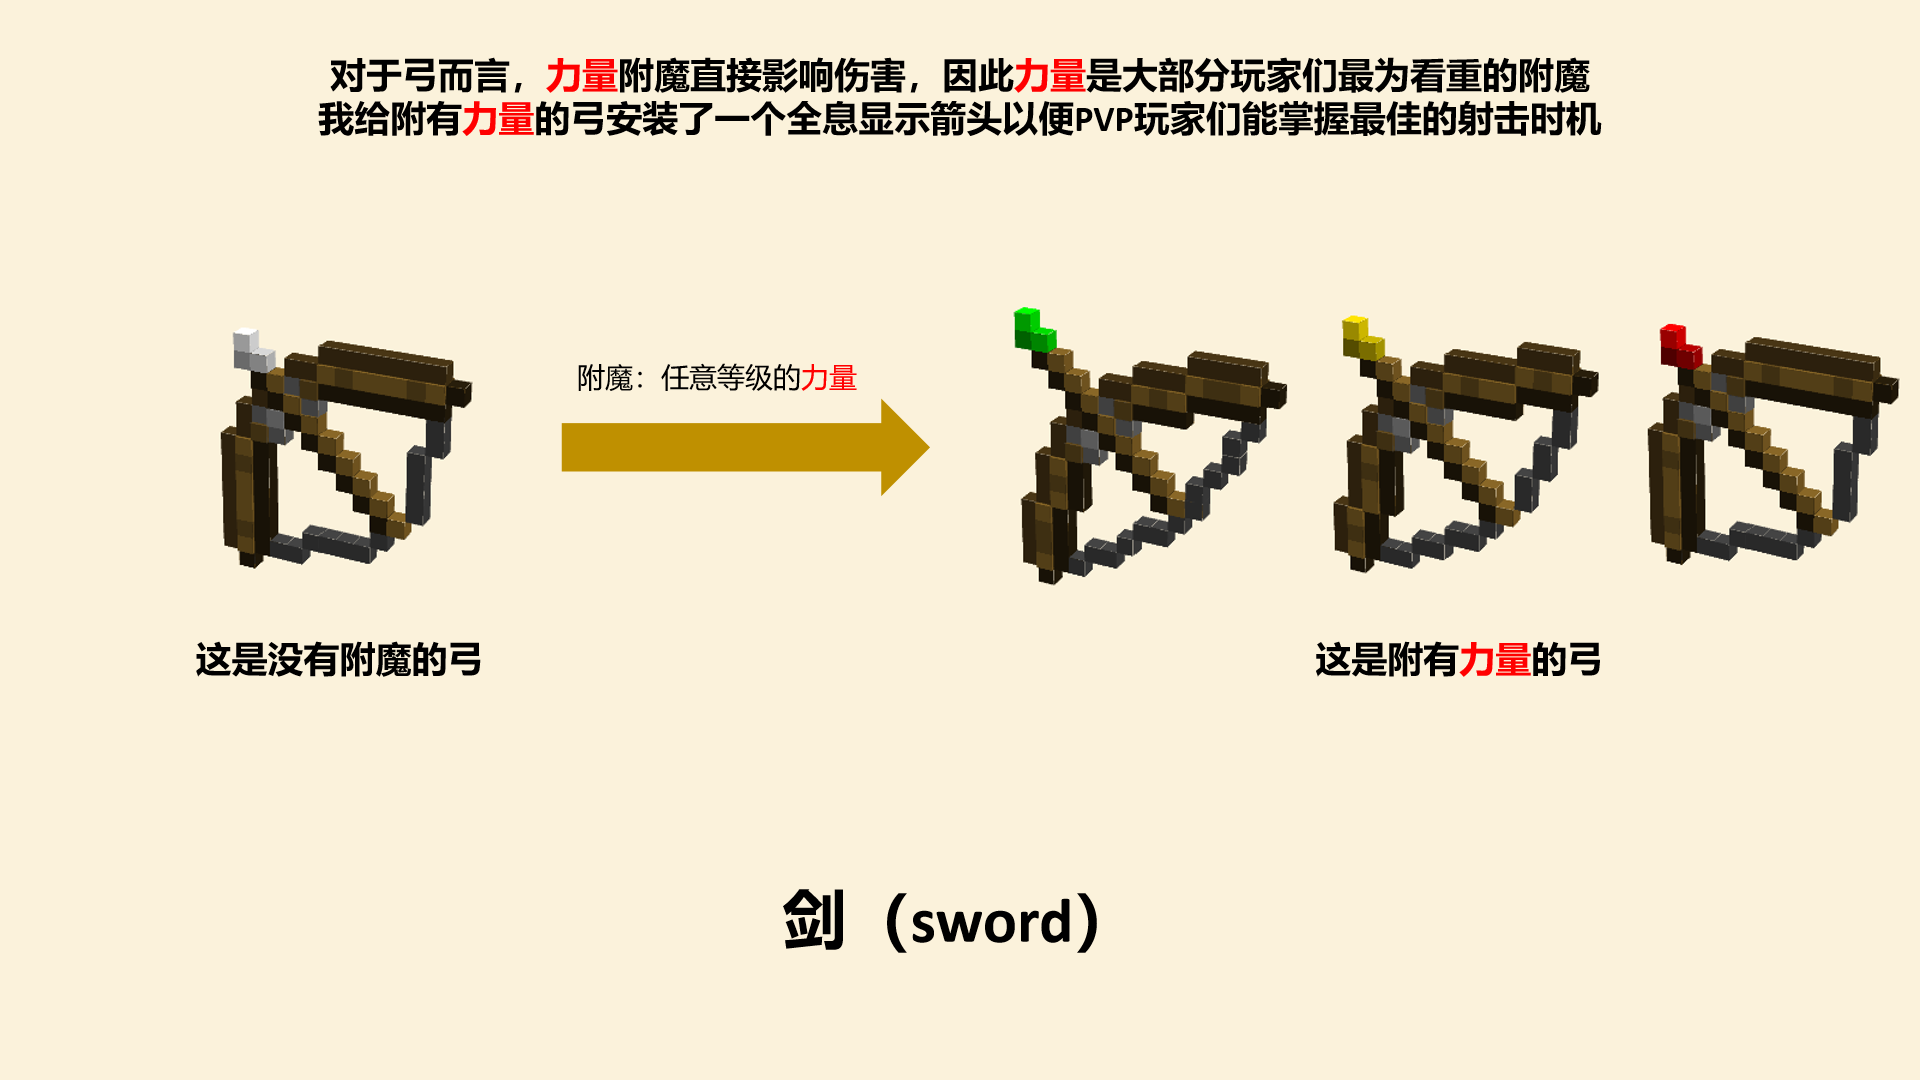 对于弓而言，力量附魔直接影响伤害，因此力量是大部分玩家们最为看重的附魔
我给附有力量的弓安装了一个全息显示箭头以便PVP玩家们能掌握最佳的射击时机
附魔：任意等级的力量
这是没有附魔的弓
这是附有力量的弓
剑（sword）